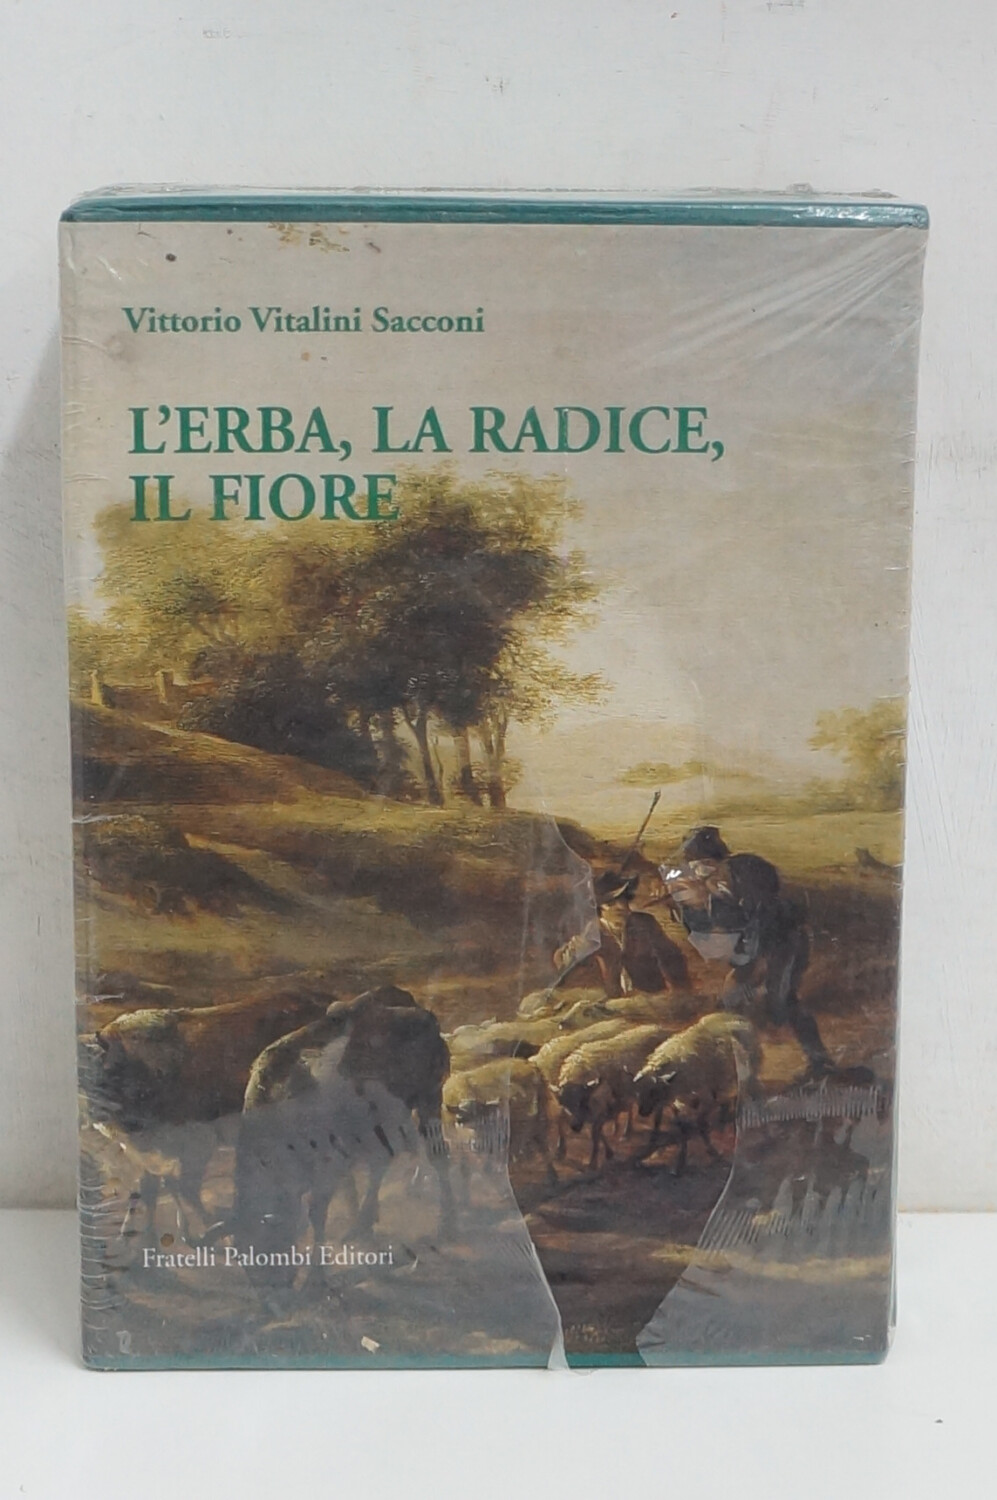 Vittorio Vitalini Sacconi
L'ERBA, LA RADICE,
IL FIORE
Fratelli Palombi Editori